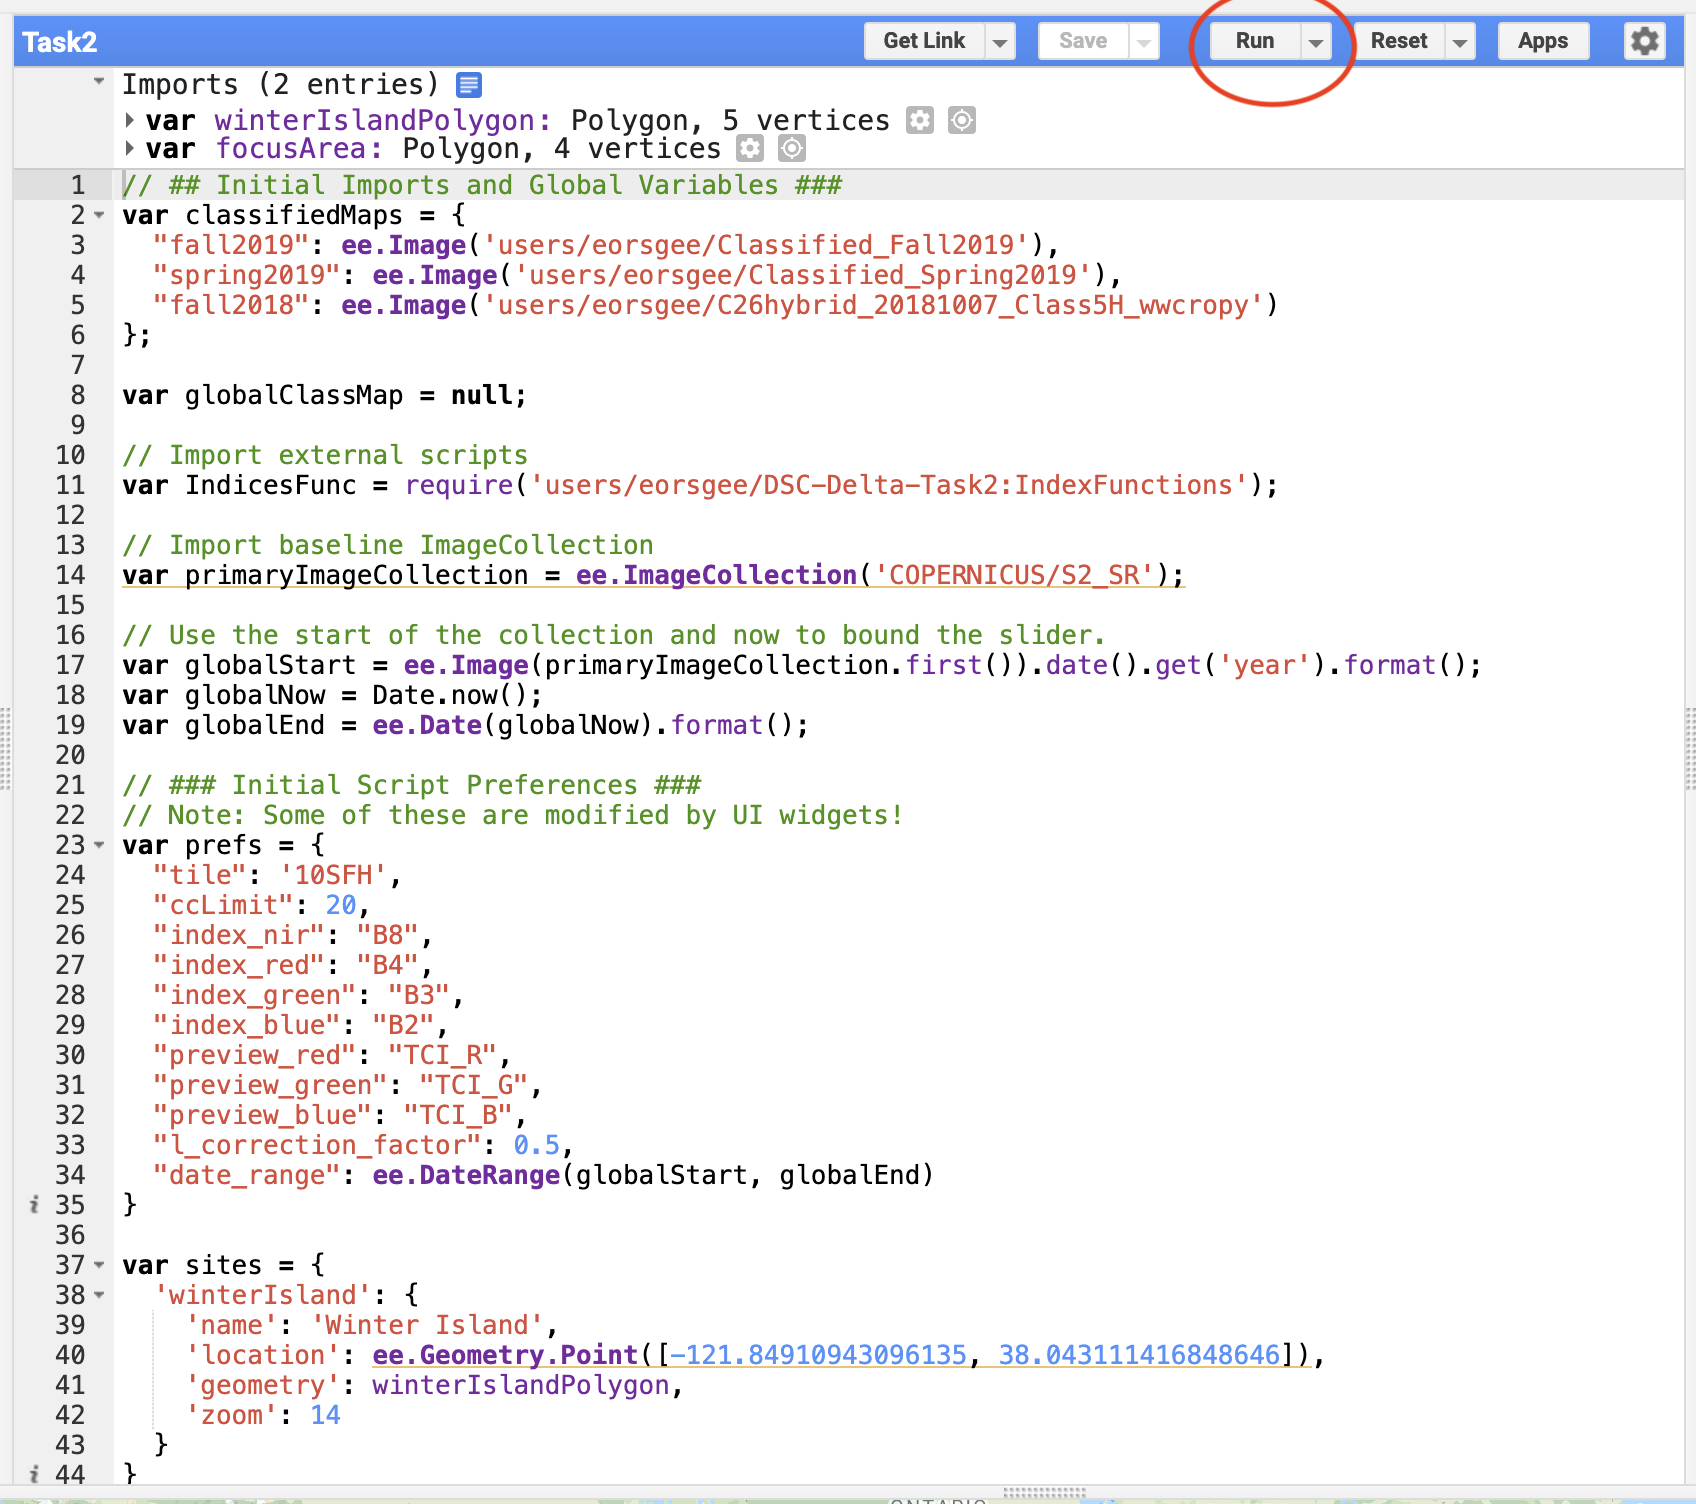 Task2 Get Link Save Run Reset Apps
Imports (2 entries)
var winterIslandPolygon: Polygon, 5 vertices
var focusArea: Polygon, 4 vertices
1 // ## Initial Imports and Global Variables ###
2 var classifiedMaps = {
3 "fall2019": ee.Image('users/eorsgee/Classified_Fall2019'),
4 "spring2019": ee.Image('users/eorsgee/Classified_Spring2019'),
5 "fall2018": ee.Image('users/eorsgee/C26hybrid_20181007_Class5H_wwcropy')
6 };
7
8 var globalClassMap = null;
9
10 // Import external scripts
11 var IndicesFunc = require('users/eorsgee/DSC-Delta-Task2:IndexFunctions');
12
13 // Import baseline ImageCollection
14 var primaryImageCollection = ee.ImageCollection('COPERNICUS/S2_SR');
15
16 // Use the start of the collection and now to bound the slider.
17 var globalStart = ee.Image(primaryImageCollection.first()).date().get('year').format();
18 var globalNow = Date.now();
19 var globalEnd = ee.Date(globalNow).format();
20
21 // ### Initial Script Preferences ###
22 // Note: Some of these are modified by UI widgets!
23 var prefs = {
24 "tile": '10SFH',
25 "ccLimit": 20,
26 "index_nir": "B8",
27 "index_red": "B4",
28 "index_green": "B3",
29 "index_blue": "B2",
30 "preview_red": "TCI_R",
31 "preview_green": "TCI_G",
32 "preview_blue": "TCI_B",
33 "l_correction_factor": 0.5,
34 "date_range": ee.DateRange(globalStart, globalEnd)
i 35 }
36
37 var sites = {
38 'winterIsland': {
39 'name': 'Winter Island',
40 'location': ee.Geometry.Point([-121.84910943096135, 38.043111416848646]),
41 'geometry': winterIslandPolygon,
42 'zoom': 14
43 }
i 44 }
ONTARIO